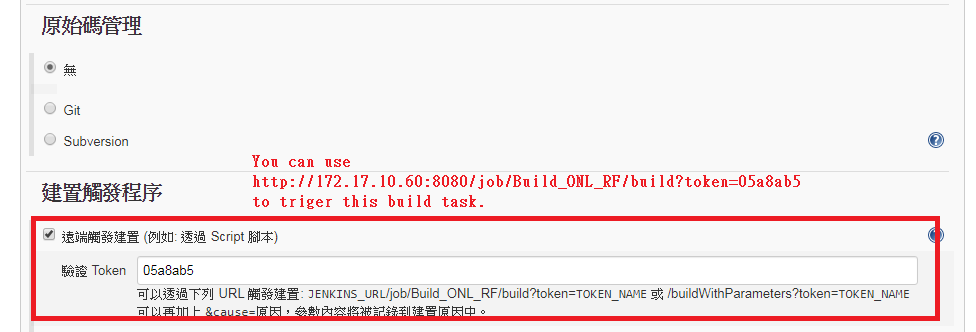 原始碼管理
無
Git
Subversion
You can use
http://172.17.10.60:8080/job/Build_ONL_RF/build?token=05a8ab5
to triger this build task.
建置觸發程序
遠端觸發建置 (例如: 透過 Script 腳本)
驗證 Token
05a8ab5
可以透過下列 URL 觸發建置: JENKINS_URL/job/Build_ONL_RF/build?token=TOKEN_NAME 或 /buildWithParameters?token=TOKEN_NAME
可以再加上 &cause=原因，參數內容將被記錄到建置原因中。